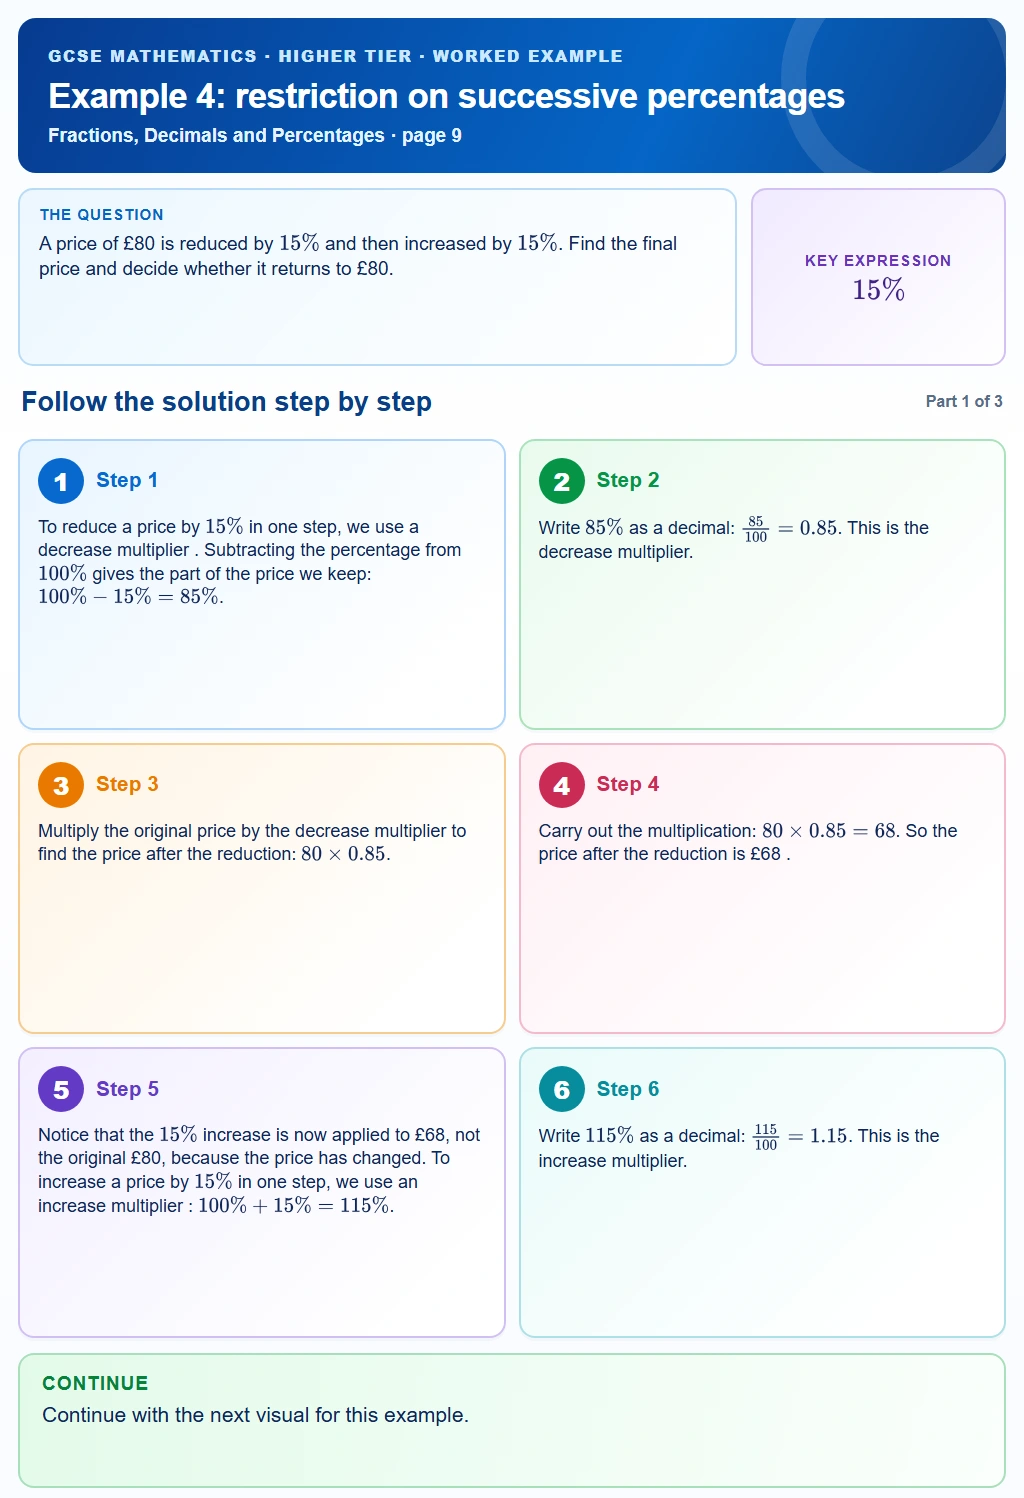 GCSE MATHEMATICS · HIGHER TIER · WORKED EXAMPLE
Example 4: restriction on successive percentages
Fractions, Decimals and Percentages · page 9
THE QUESTION
A price of £80 is reduced by 15% and then increased by 15%. Find the final
price and decide whether it returns to £80.
KEY EXPRESSION
15%
Follow the solution step by step
Part 1 of 3
1 Step 1
To reduce a price by 15% in one step, we use a
decrease multiplier . Subtracting the percentage from
100% gives the part of the price we keep:
100% − 15% = 85%.
2 Step 2
Write 85% as a decimal: 85/100 = 0.85. This is the
decrease multiplier.
3 Step 3
Multiply the original price by the decrease multiplier to
find the price after the reduction: 80 × 0.85.
4 Step 4
Carry out the multiplication: 80 × 0.85 = 68. So the
price after the reduction is £68 .
5 Step 5
Notice that the 15% increase is now applied to £68, not
the original £80, because the price has changed. To
increase a price by 15% in one step, we use an
increase multiplier : 100% + 15% = 115%.
6 Step 6
Write 115% as a decimal: 115/100 = 1.15. This is the
increase multiplier.
CONTINUE
Continue with the next visual for this example.